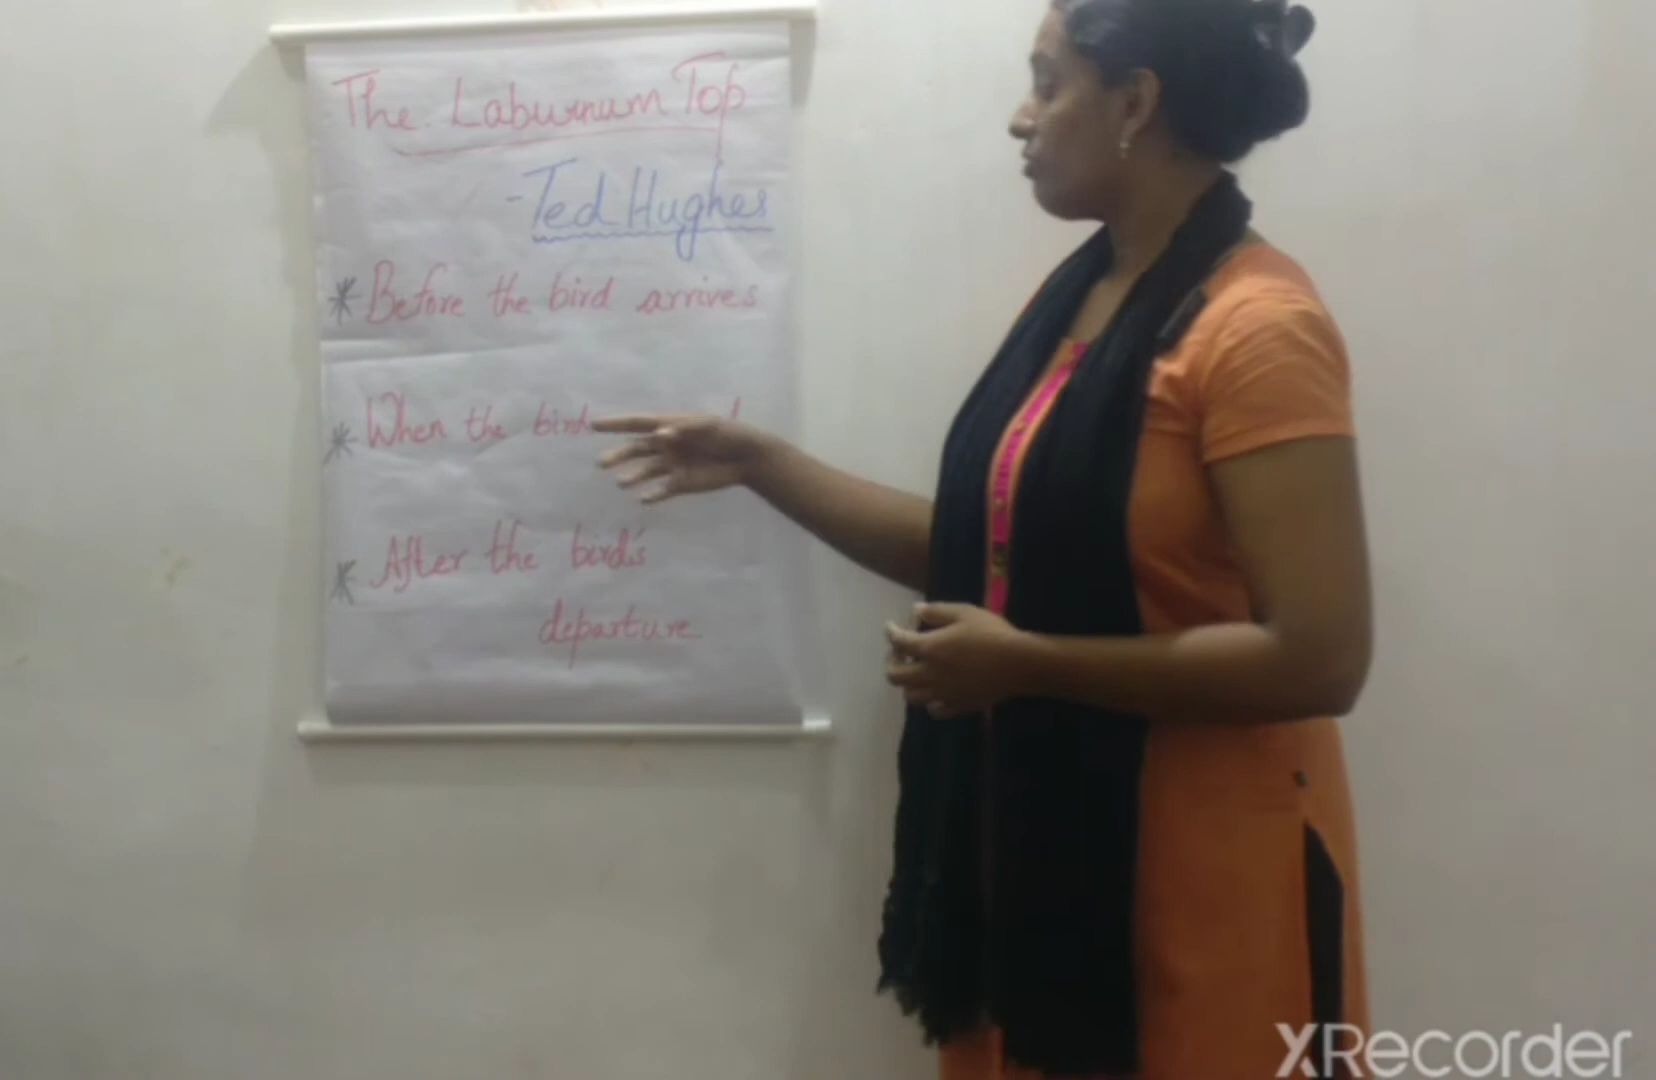 The Laburnum Top
- Ted Hughes
* Before the bird arrives
* When the bird
* After the bird's
departure
XRecorder